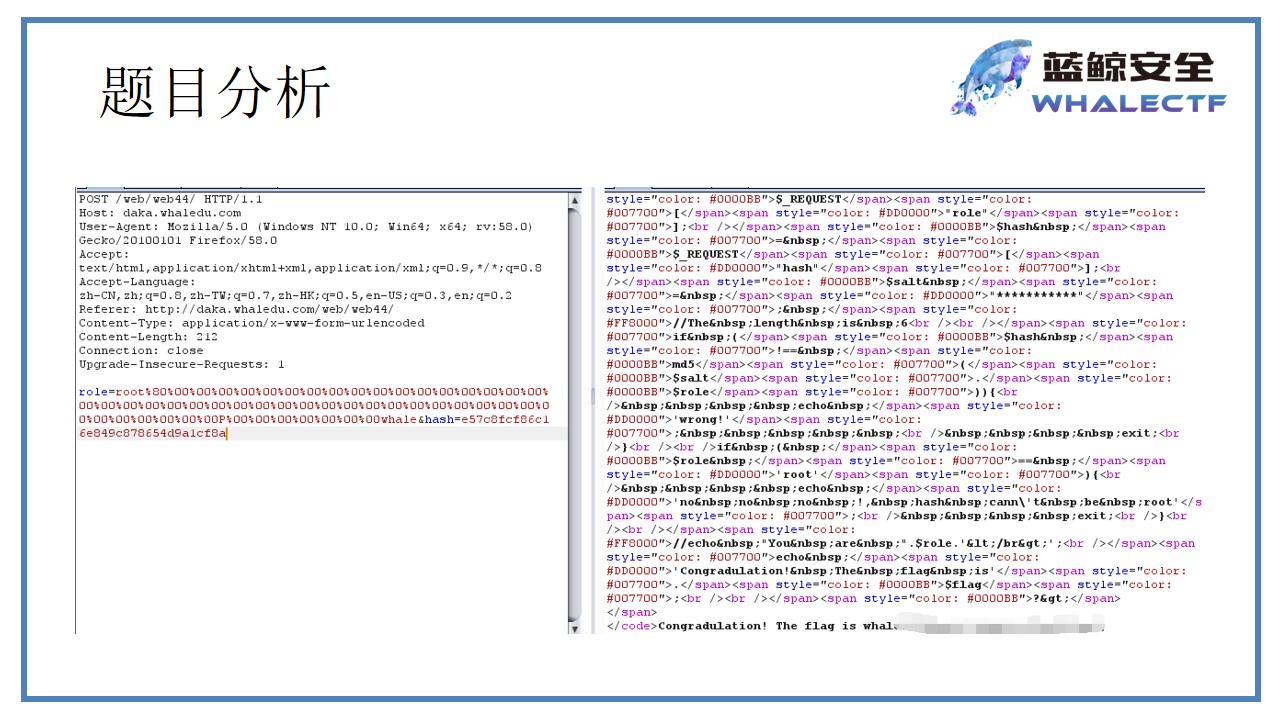 题目分析
蓝鲸安全
WHALECTF
POST /web/web44/ HTTP/1.1
Host: daka.whaledu.com
User-Agent: Mozilla/5.0 (Windows NT 10.0; Win64; x64; rv:58.0)
Gecko/20100101 Firefox/58.0
Accept:
text/html,application/xhtml+xml,application/xml;q=0.9,*/*;q=0.8
Accept-Language:
zh-CN,zh;q=0.8,zh-TW;q=0.7,zh-HK;q=0.5,en-US;q=0.3,en;q=0.2
Referer: http://daka.whaledu.com/web/web44/
Content-Type: application/x-www-form-urlencoded
Content-Length: 212
Connection: close
Upgrade-Insecure-Requests: 1
role=root%80%00%00%00%00%00%00%00%00%00%00%00%00%00%00%00%00%00%
00%00%00%00%00%00%00%00%00%00%00%00%00%00%00%00%00%00%00%00%00%0
0%00%00%00%00%00%00P%00%00%00%00%00%00%00whale&hash=e57c8fcf86c1
6e849c878654d9a1cf8a
style="color: #0000BB">$_REQUEST</span><span style="color:
#007700">[</span><span style="color: #DD0000">"role"</span><span style="color:
#007700">];<br /></span><span style="color: #0000BB">$hash&nbsp;</span><span
style="color: #007700">=&nbsp;</span><span style="color:
#0000BB">$_REQUEST</span><span style="color: #007700">[</span><span
style="color: #DD0000">"hash"</span><span style="color: #007700">];<br
/></span><span style="color: #0000BB">$salt&nbsp;</span><span style="color:
#007700">=&nbsp;</span><span style="color: #DD0000">"***********"</span><span
style="color: #007700">;&nbsp;</span><span style="color:
#FF8000">//The&nbsp;length&nbsp;is&nbsp;6<br /><br /></span><span style="color:
#007700">if&nbsp;(</span><span style="color: #0000BB">$hash&nbsp;</span><span
style="color: #007700">!==&nbsp;</span><span style="color:
#0000BB">md5</span><span style="color: #007700">(</span><span style="color:
#0000BB">$salt</span><span style="color: #007700">.</span><span style="color:
#0000BB">$role</span><span style="color: #007700">)){<br
/>&nbsp;&nbsp;&nbsp;&nbsp;echo&nbsp;</span><span style="color:
#DD0000">'wrong!'</span><span style="color:
#007700">;&nbsp;&nbsp;&nbsp;&nbsp;&nbsp;<br />&nbsp;&nbsp;&nbsp;&nbsp;exit;<br
/>}<br /><br />if&nbsp;(&nbsp;</span><span style="color:
#0000BB">$role&nbsp;</span><span style="color: #007700">==&nbsp;</span><span
style="color: #DD0000">'root'</span><span style="color: #007700">){<br
/>&nbsp;&nbsp;&nbsp;&nbsp;echo&nbsp;</span><span style="color:
#DD0000">'no&nbsp;no&nbsp;no&nbsp;!,&nbsp;hash&nbsp;cann\'t&nbsp;be&nbsp;root'</s
pan><span style="color: #007700">;<br />&nbsp;&nbsp;&nbsp;&nbsp;exit;<br />}<br
/><br /></span><span style="color:
#FF8000">//echo&nbsp;"You&nbsp;are&nbsp;".$role.'&lt;/br&gt;';<br /></span><span
style="color: #007700">echo&nbsp;</span><span style="color:
#DD0000">'Congradulation!&nbsp;The&nbsp;flag&nbsp;is'</span><span style="color:
#007700">.</span><span style="color: #0000BB">$flag</span><span style="color:
#007700">;<br /><br /></span><span style="color: #0000BB">?&gt;</span>
</span>
</code>Congradulation! The flag is whal